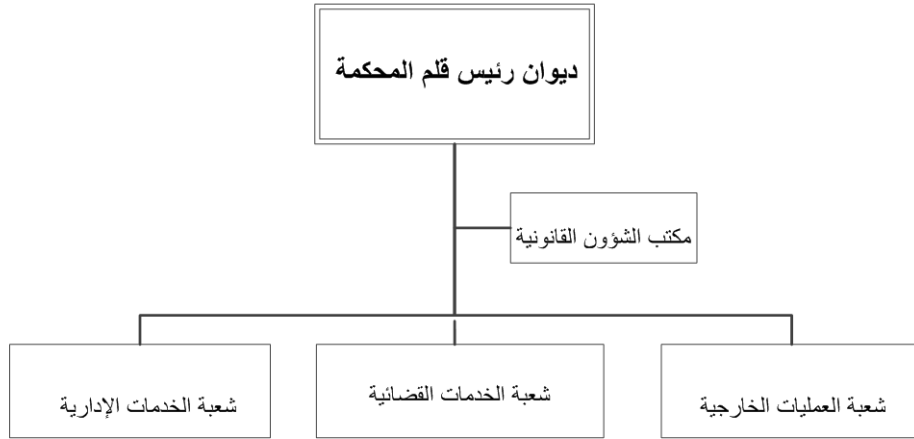 ديوان رئيس قلم المحكمة
مكتب الشؤون القانونية
شعبة العمليات الخارجية
شعبة الخدمات القضائية
شعبة الخدمات الإدارية